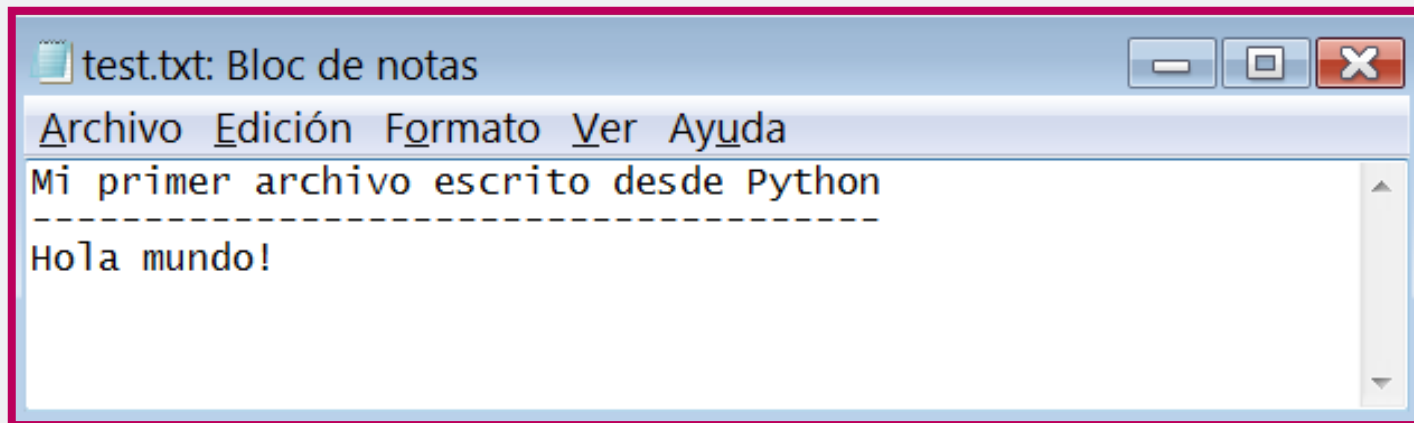 test.txt: Bloc de notas
Archivo Edición Formato Ver Ayuda
Mi primer archivo escrito desde Python
--------------------------------------
Hola mundo!